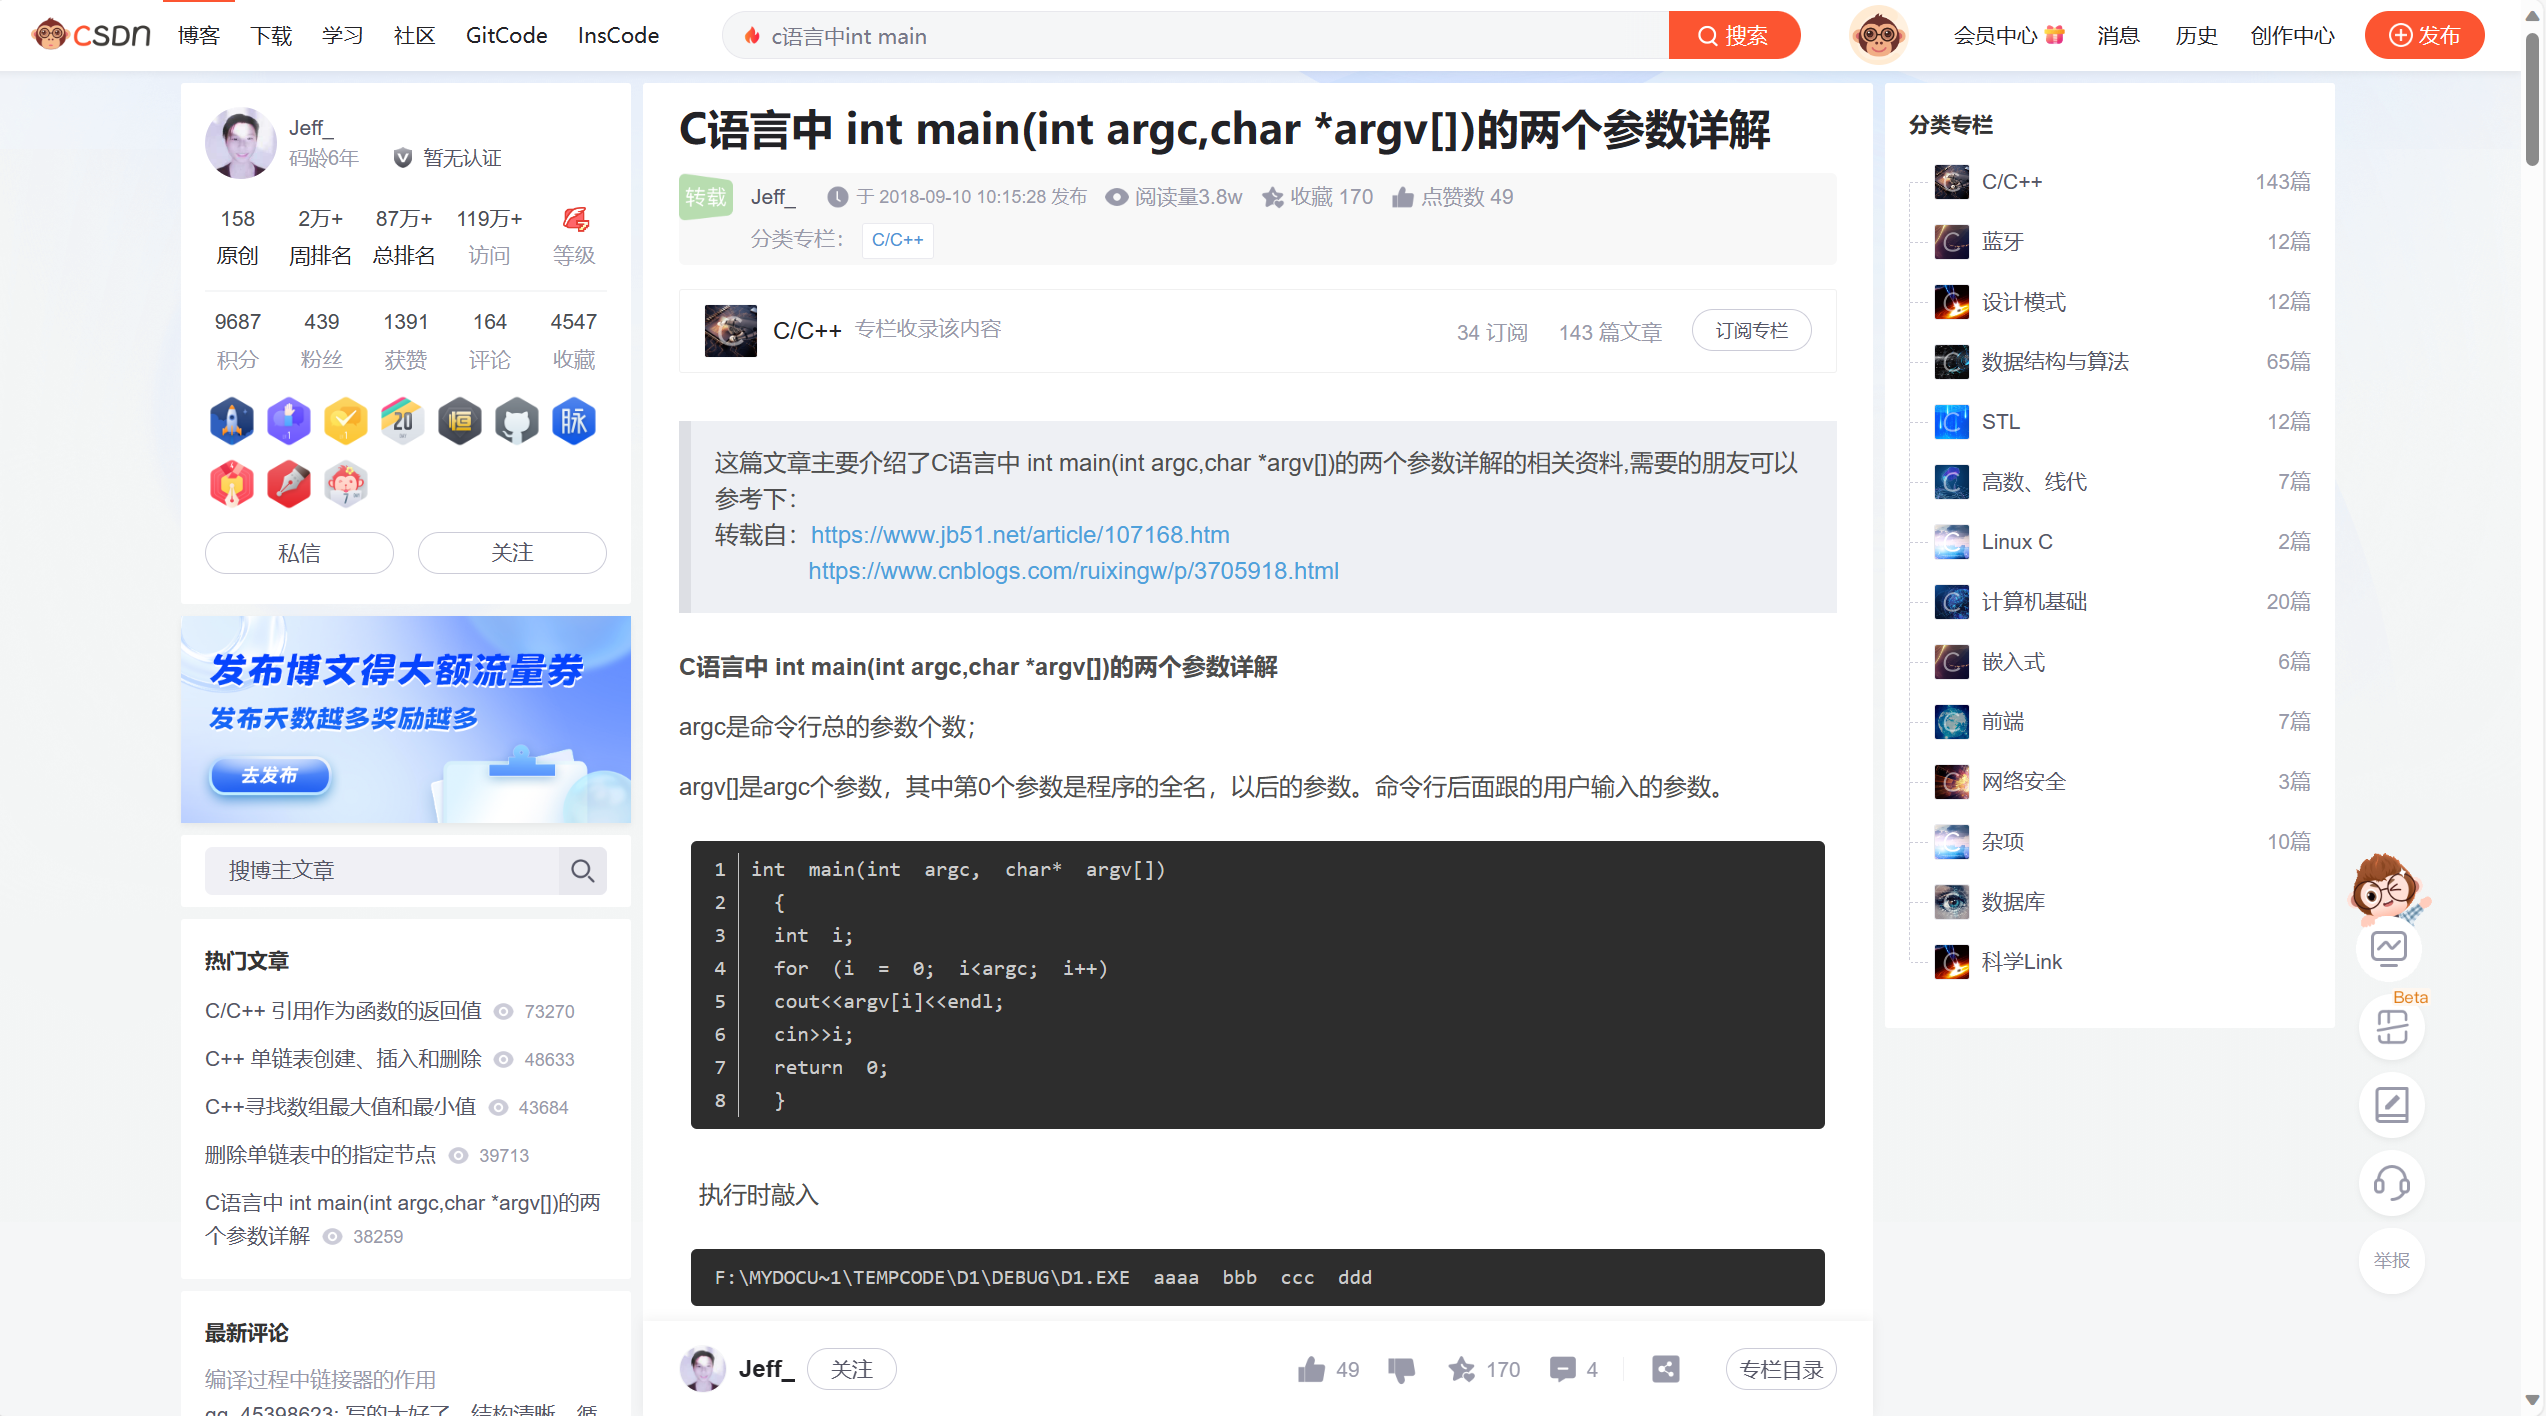 CSDN 博客 下载 学习 社区 GitCode InsCode c语言中int main 搜索 会员中心 消息 历史 创作中心 发布
Jeff_
码龄6年 暂无认证
158 2万+ 87万+ 119万+
原创 周排名 总排名 访问 等级
9687 439 1391 164 4547
积分 粉丝 获赞 评论 收藏
20
恒
脉
7
私信 关注
发布博文得大额流量券
发布天数越多奖励越多
去发布
搜博主文章
热门文章
C/C++ 引用作为函数的返回值 73270
C++ 单链表创建、插入和删除 48633
C++寻找数组最大值和最小值 43684
删除单链表中的指定节点 39713
C语言中 int main(int argc,char *argv[])的两
个参数详解 38259
最新评论
编译过程中链接器的作用
qq_45398623: 写的太好了，结构清晰，循
C语言中 int main(int argc,char *argv[])的两个参数详解
转载 Jeff_ 于 2018-09-10 10:15:28 发布 阅读量3.8w 收藏 170 点赞数 49
分类专栏： C/C++
C/C++ 专栏收录该内容 34 订阅 143 篇文章 订阅专栏
这篇文章主要介绍了C语言中 int main(int argc,char *argv[])的两个参数详解的相关资料,需要的朋友可以
参考下：
转载自：https://www.jb51.net/article/107168.htm
https://www.cnblogs.com/ruixingw/p/3705918.html
C语言中 int main(int argc,char *argv[])的两个参数详解
argc是命令行总的参数个数；
argv[]是argc个参数，其中第0个参数是程序的全名，以后的参数。命令行后面跟的用户输入的参数。
1 int main(int argc, char* argv[])
2 {
3 int i;
4 for (i = 0; i<argc; i++)
5 cout<<argv[i]<<endl;
6 cin>>i;
7 return 0;
8 }
执行时敲入
F:\MYDOCU~1\TEMPCODE\D1\DEBUG\D1.EXE aaaa bbb ccc ddd
Jeff_ 关注 49 170 4 专栏目录
分类专栏
C/C++ 143篇
蓝牙 12篇
设计模式 12篇
数据结构与算法 65篇
STL 12篇
高数、线代 7篇
Linux C 2篇
计算机基础 20篇
嵌入式 6篇
前端 7篇
网络安全 3篇
杂项 10篇
数据库
科学Link
Beta
举报